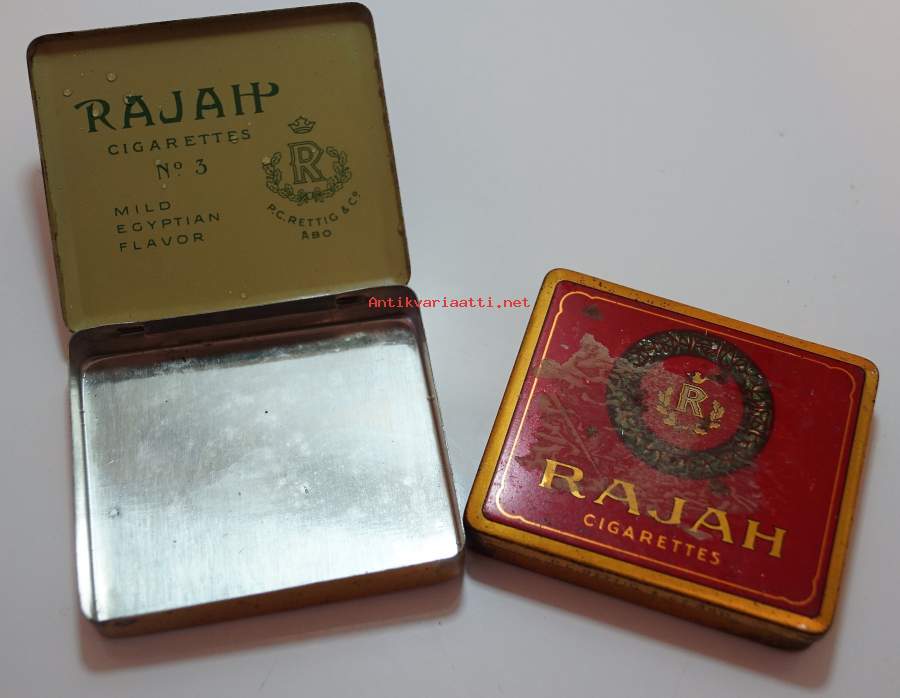 RAJAH
CIGARETTES
Nº 3
MILD
EGYPTIAN
FLAVOR
R
P.C. RETTIG & Cº
ÅBO
Antikvariaatti.net
R
RAJAH
CIGARETTES